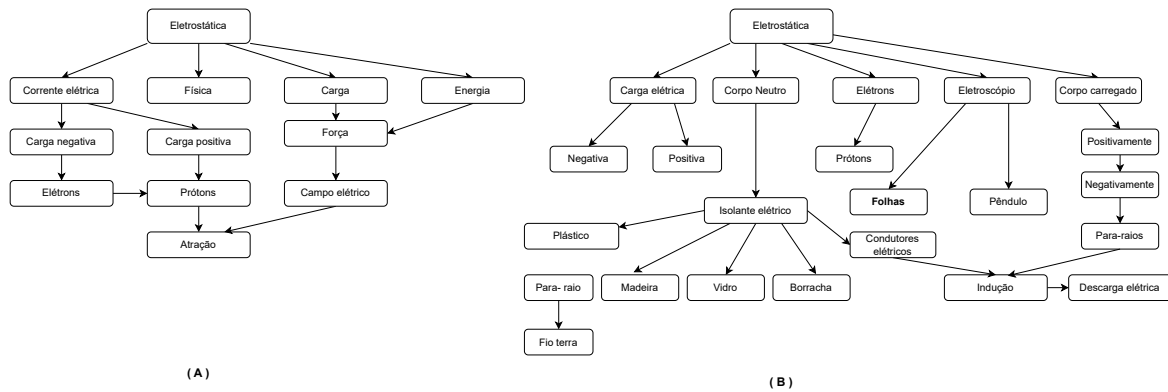 Eletrostática
Corrente elétrica
Física
Carga
Energia
Carga negativa
Carga positiva
Força
Elétrons
Prótons
Campo elétrico
Atração
( A )
Eletrostática
Carga elétrica
Corpo Neutro
Elétrons
Eletroscópio
Corpo carregado
Negativa
Positiva
Prótons
Positivamente
Folhas
Pêndulo
Negativamente
Isolante elétrico
Plástico
Condutores
elétricos
Para-raios
Para- raio
Madeira
Vidro
Borracha
Indução
Descarga elétrica
Fio terra
( B )